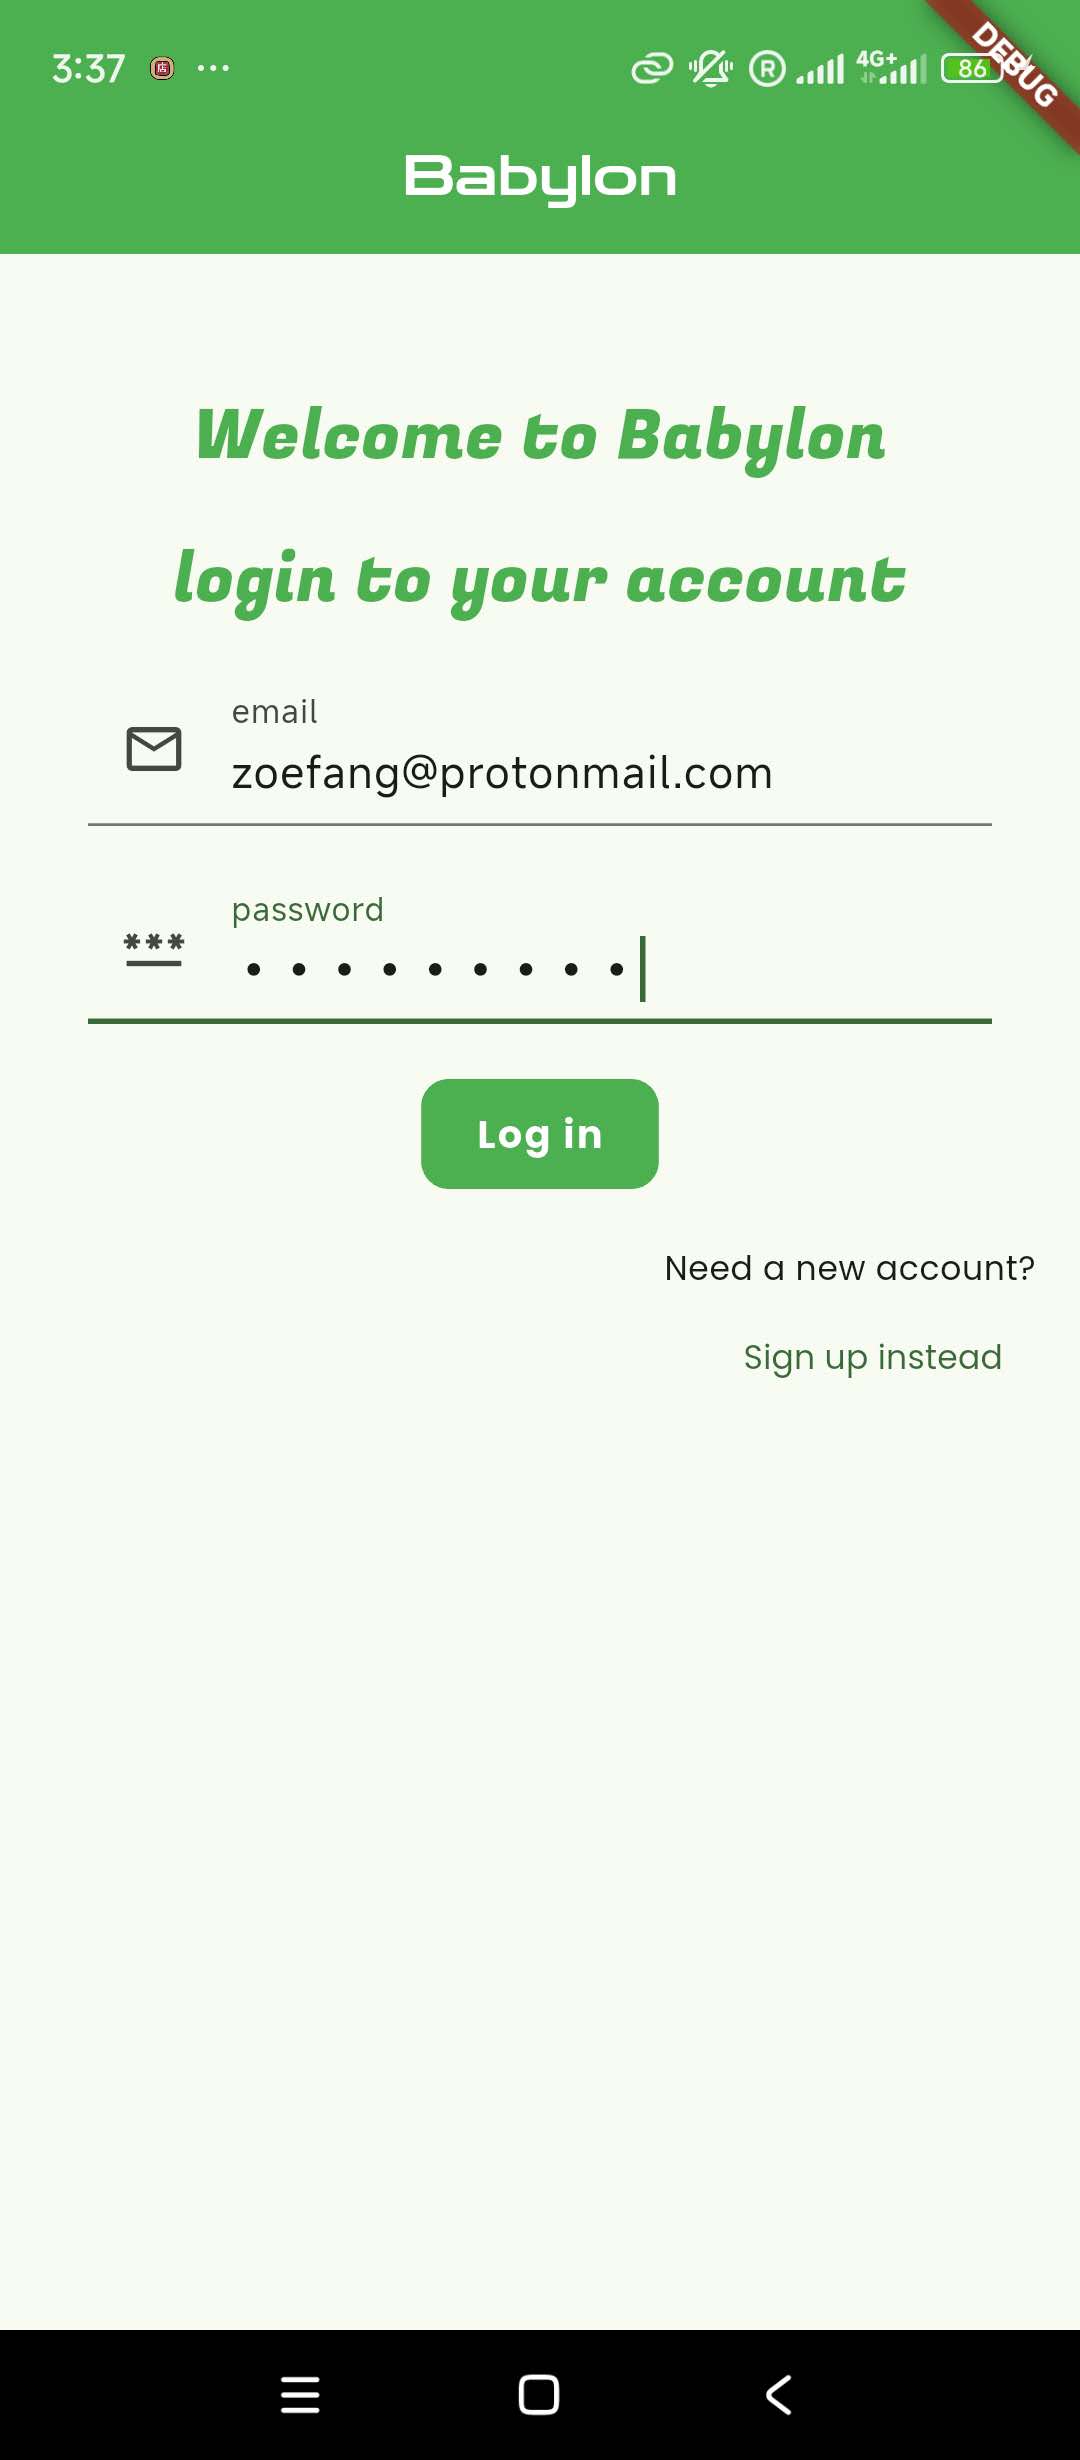 3:37 店 ... R 4G+ 86
DEBUG
Babylon
Welcome to Babylon
login to your account
email
zoefang@protonmail.com
password
•••••••••
Log in
Need a new account?
Sign up instead